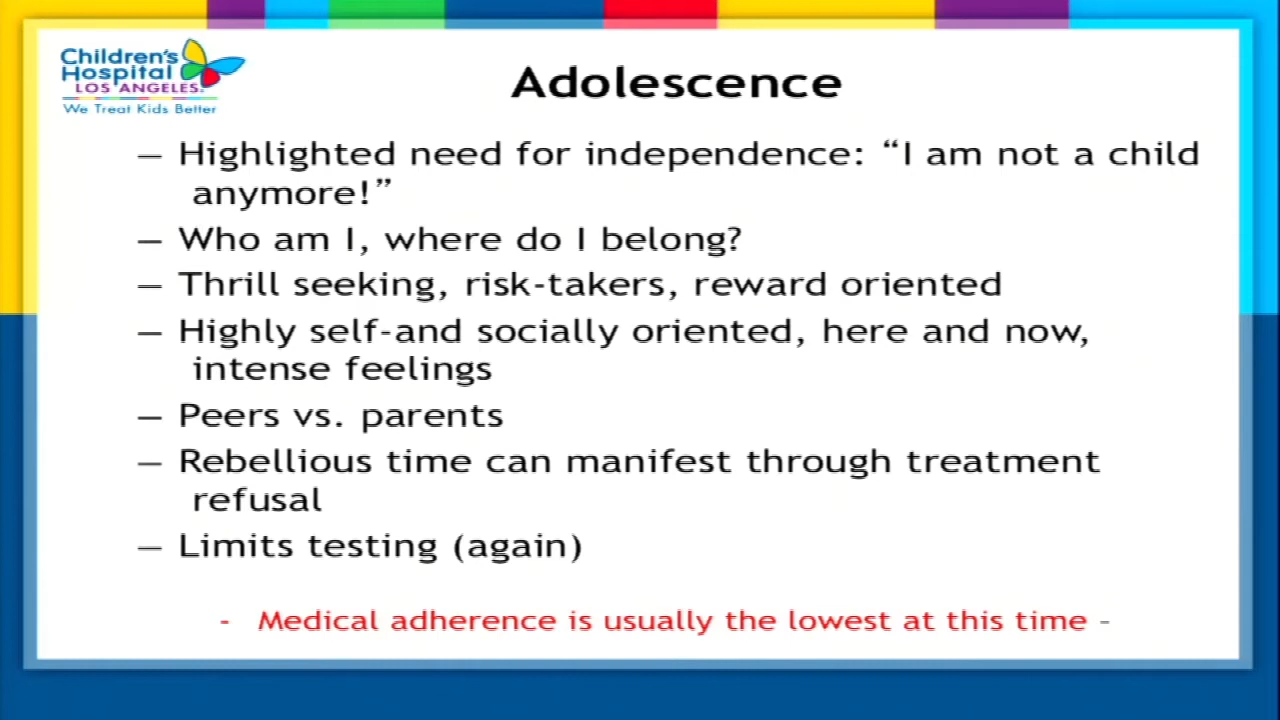 Children's
Hospital
LOS ANGELES.
We Treat Kids Better
Adolescence
– Highlighted need for independence: “I am not a child
anymore!”
– Who am I, where do I belong?
– Thrill seeking, risk-takers, reward oriented
– Highly self-and socially oriented, here and now,
intense feelings
– Peers vs. parents
– Rebellious time can manifest through treatment
refusal
– Limits testing (again)
- Medical adherence is usually the lowest at this time -